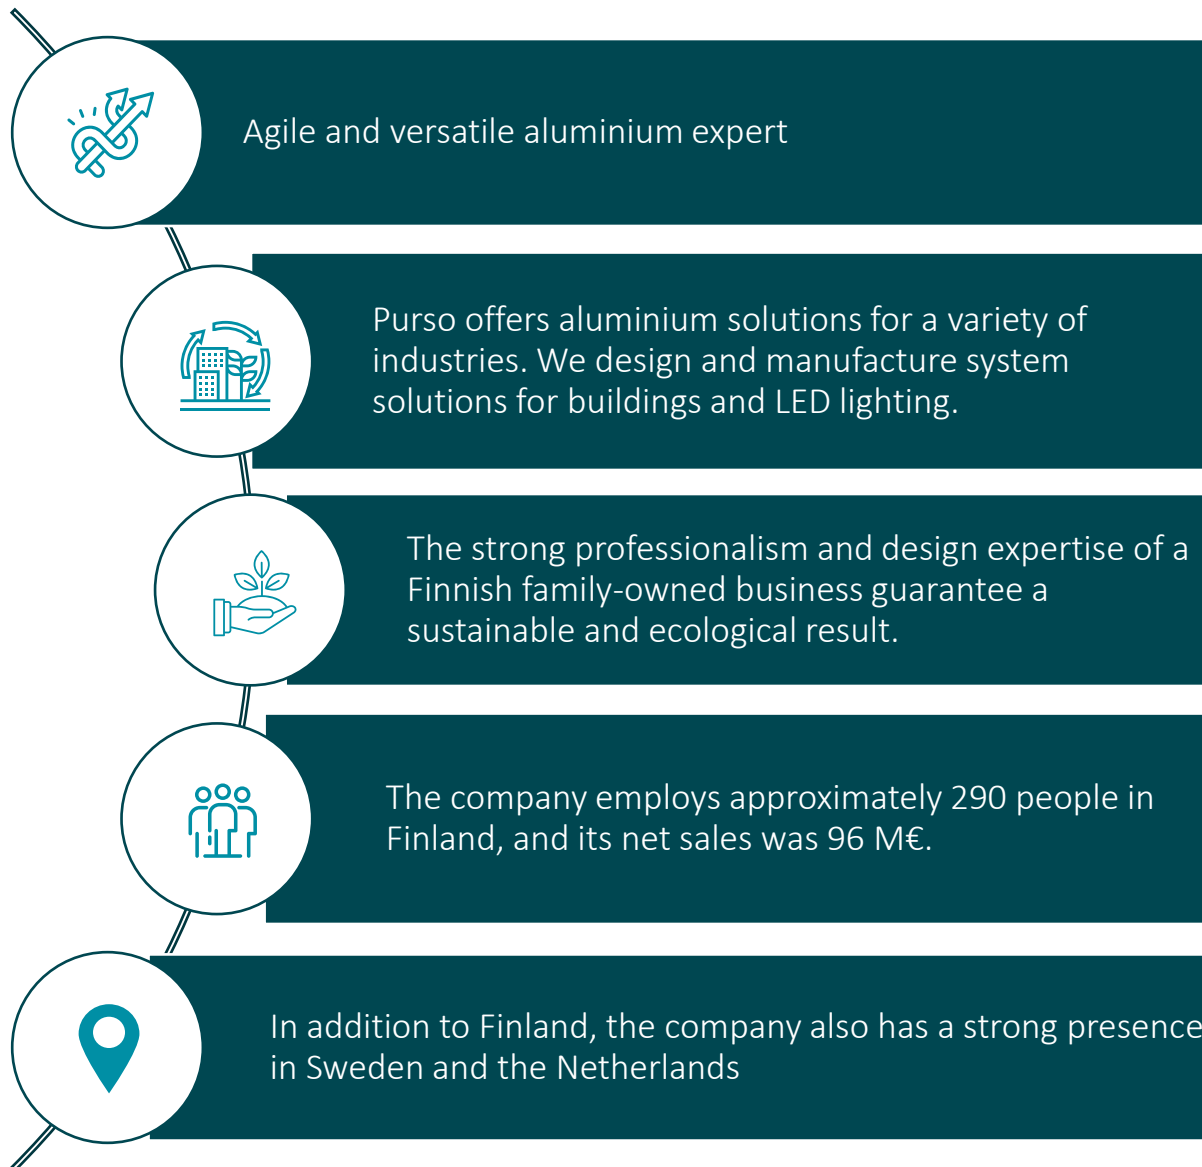 Agile and versatile aluminium expert
Purso offers aluminium solutions for a variety of
industries. We design and manufacture system
solutions for buildings and LED lighting.
The strong professionalism and design expertise of a
Finnish family-owned business guarantee a
sustainable and ecological result.
The company employs approximately 290 people in
Finland, and its net sales was 96 M€.
In addition to Finland, the company also has a strong presence
in Sweden and the Netherlands